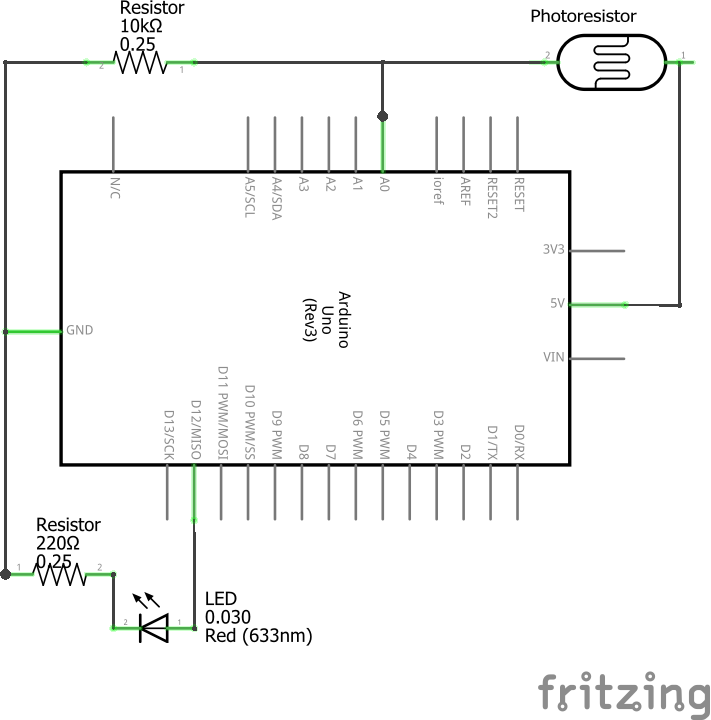 Resistor
10kΩ
0.25
2
1
Photoresistor
2
1
N/C
A5/SCL
A4/SDA
A3
A2
A1
A0
ioref
AREF
RESET2
RESET
3V3
5V
VIN
GND
Arduino
Uno
(Rev3)
D13/SCK
D12/MISO
D11 PWM/MOSI
D10 PWM/SS
D9 PWM
D8
D7
D6 PWM
D5 PWM
D4
D3 PWM
D2
D1/TX
D0/RX
Resistor
220Ω
0.25
1
2
LED
0.030
Red (633nm)
2
1
fritzing